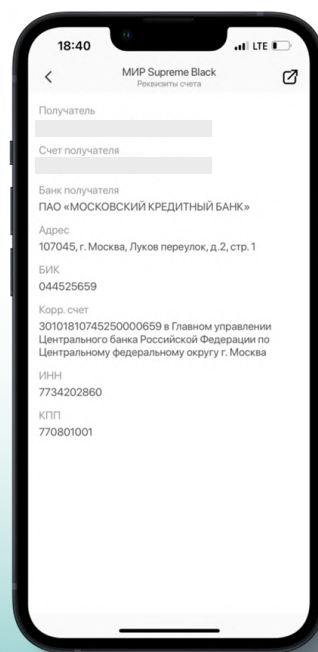 18:40
LTE
МИР Supreme Black
Реквизиты счета
Получатель
Счет получателя
Банк получателя
ПАО «МОСКОВСКИЙ КРЕДИТНЫЙ БАНК»
Адрес
107045, г. Москва, Луков переулок, д.2, стр. 1
БИК
044525659
Корр. счет
30101810745250000659 в Главном управлении
Центрального банка Российской Федерации по
Центральному федеральному округу г. Москва
ИНН
7734202860
КПП
770801001